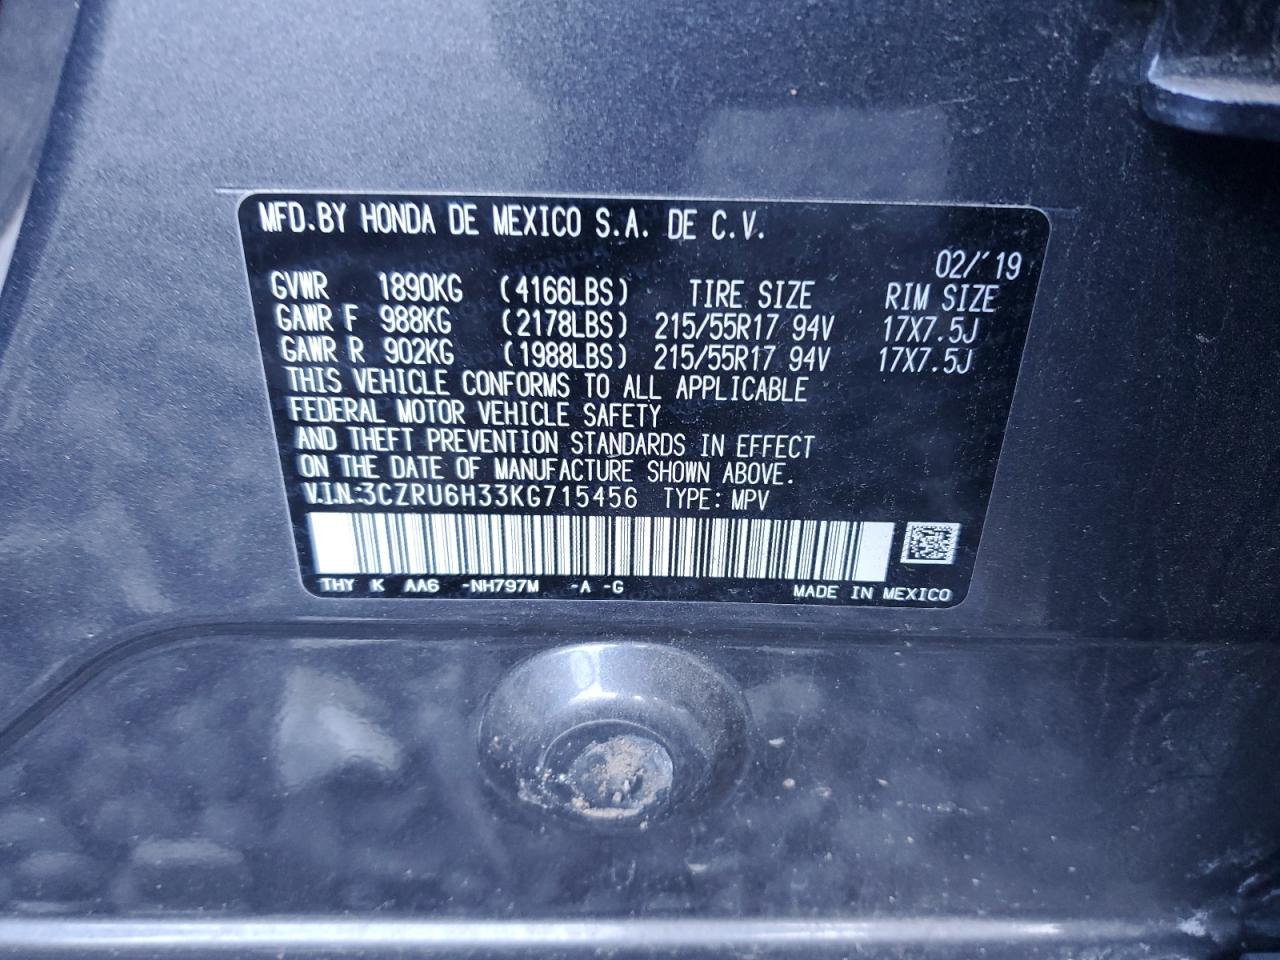 MFD.BY HONDA DE MEXICO S.A. DE C.V.
02/'19
GVWR 1890KG (4166LBS) TIRE SIZE RIM SIZE
GAWR F 988KG (2178LBS) 215/55R17 94V 17X7.5J
GAWR R 902KG (1988LBS) 215/55R17 94V 17X7.5J
THIS VEHICLE CONFORMS TO ALL APPLICABLE
FEDERAL MOTOR VEHICLE SAFETY
AND THEFT PREVENTION STANDARDS IN EFFECT
ON THE DATE OF MANUFACTURE SHOWN ABOVE.
V.I.N.:3CZRU6H33KG715456 TYPE: MPV
THY K AA6 -NH797M -A -G MADE IN MEXICO